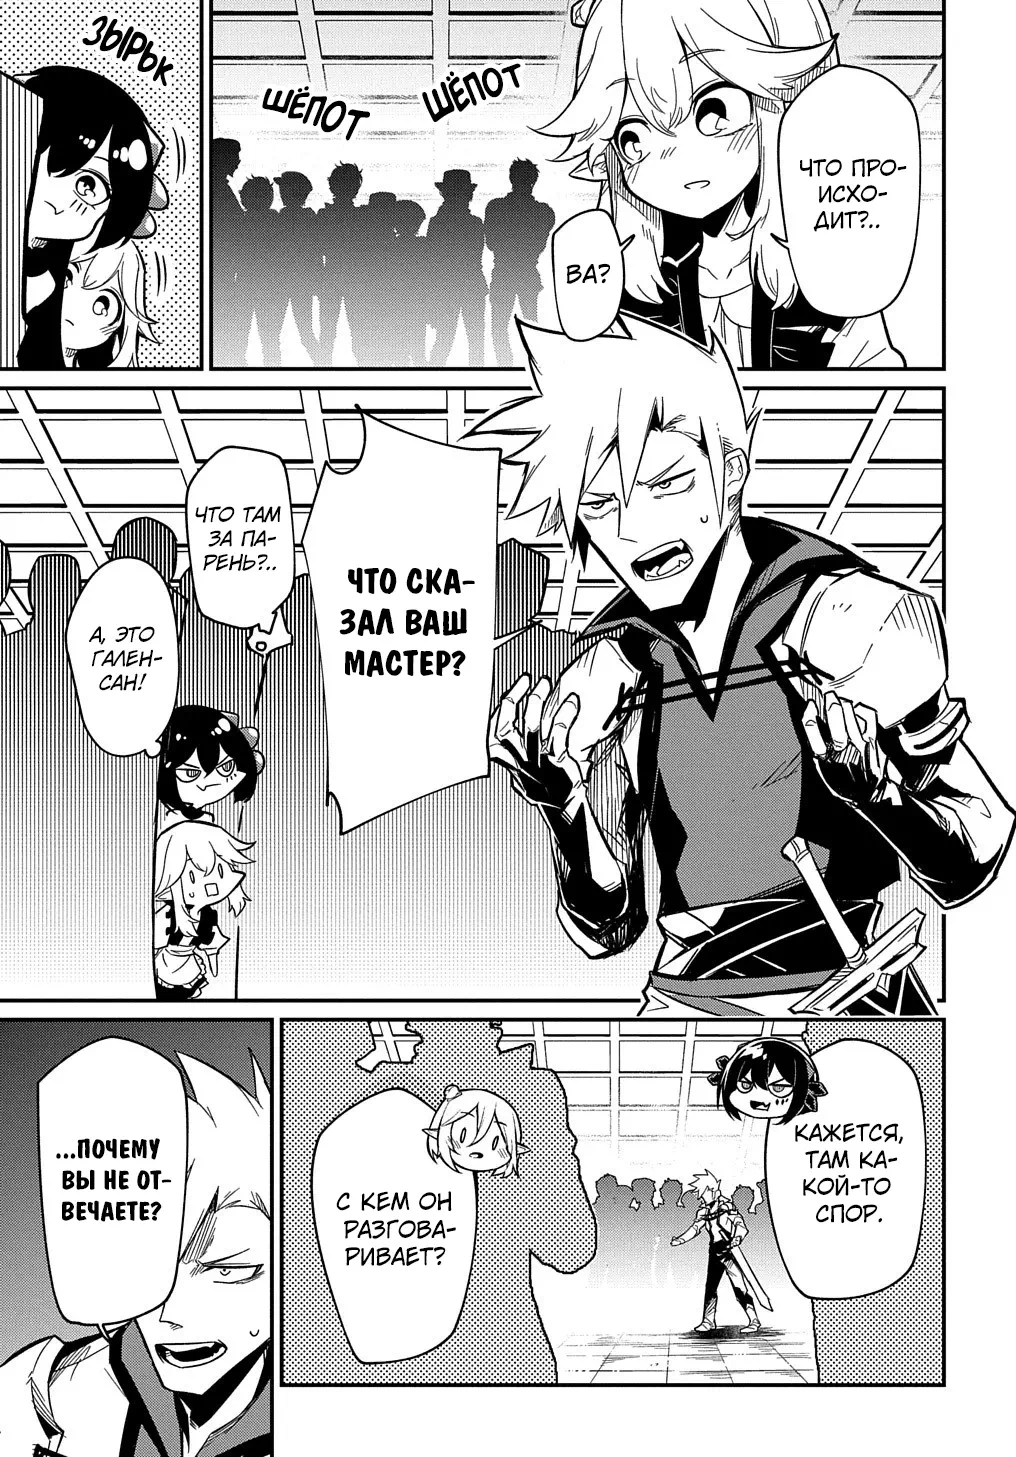 ЧТО ПРО-
ИСХО-
ДИТ?..
ВА?
ШЁПОТ
ШЁПОТ
ЗЫРЬК
ЧТО СКА-
ЗАЛ ВАШ
МАСТЕР?
ЧТО ТАМ
ЗА ПА-
РЕНЬ?..
А, ЭТО
ГАЛЕН-
САН!
КАЖЕТСЯ,
ТАМ КА-
КОЙ-ТО
СПОР.
С КЕМ ОН
РАЗГОВА-
РИВАЕТ?
...ПОЧЕМУ
ВЫ НЕ ОТ-
ВЕЧАЕТЕ?